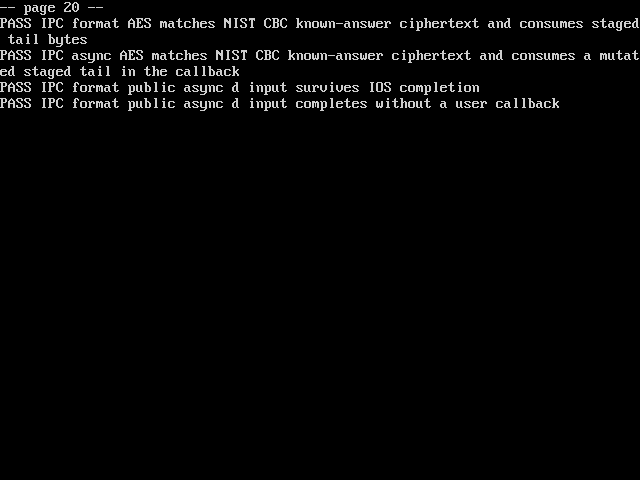 -- page 20 --
PASS IPC format AES matches NIST CBC known-answer ciphertext and consumes staged
 tail bytes
PASS IPC async AES matches NIST CBC known-answer ciphertext and consumes a mutat
ed staged tail in the callback
PASS IPC format public async d input survives IOS completion
PASS IPC format public async d input completes without a user callback